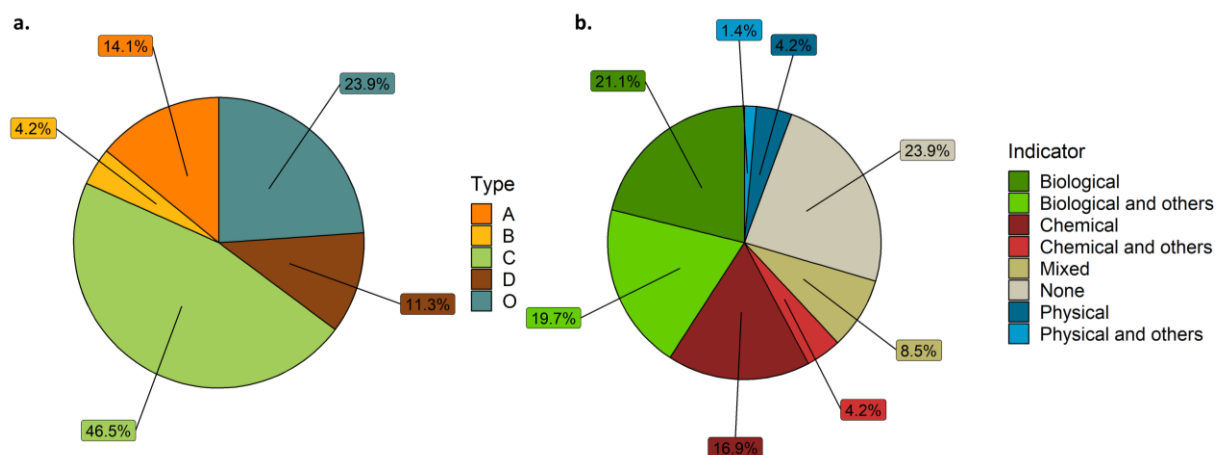 a.
14.1%
23.9%
4.2%
11.3%
46.5%
Type
A
B
C
D
O
b.
1.4%
4.2%
21.1%
23.9%
19.7%
8.5%
4.2%
16.9%
Indicator
Biological
Biological and others
Chemical
Chemical and others
Mixed
None
Physical
Physical and others